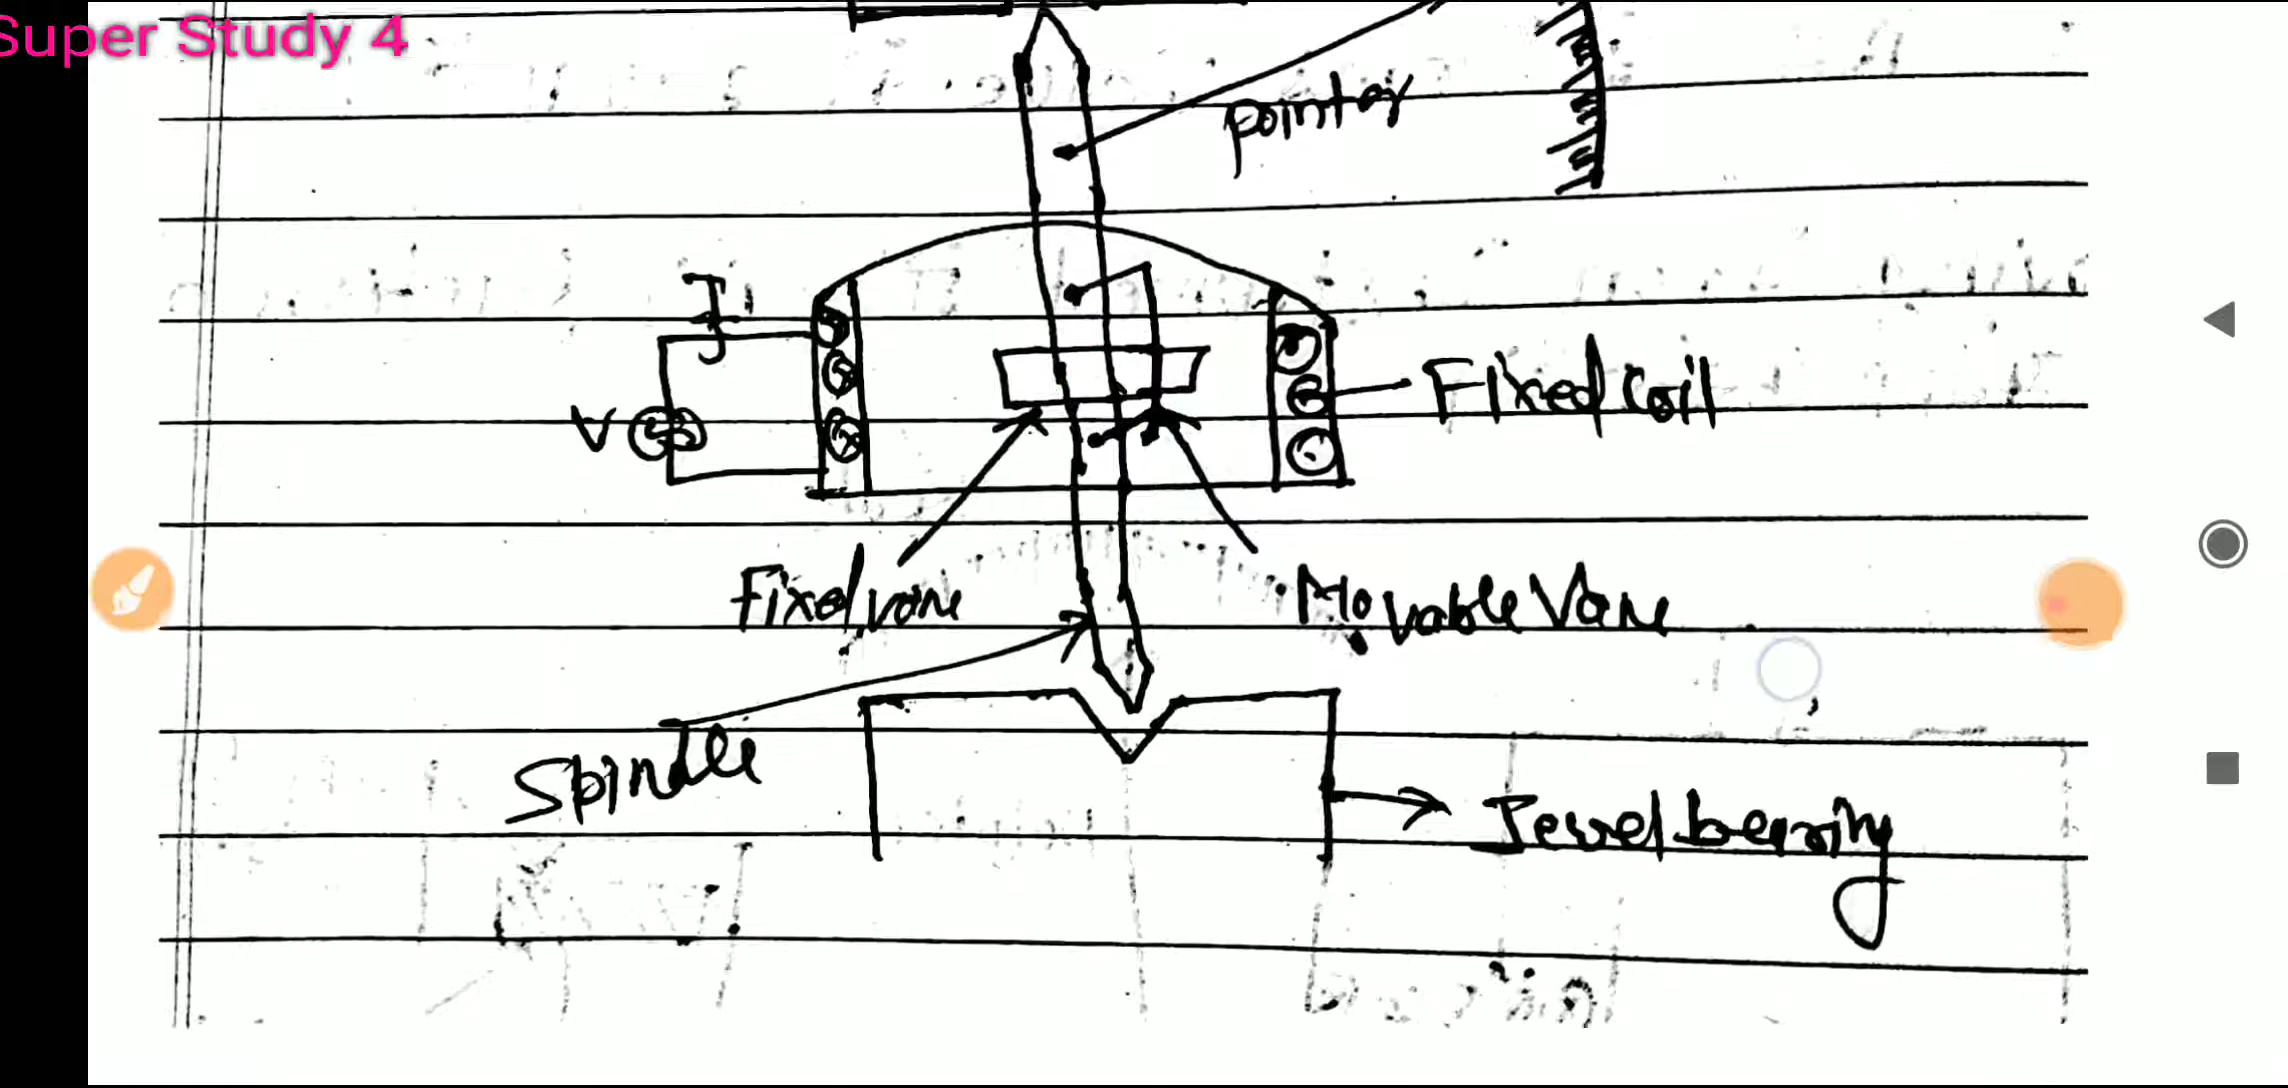 Super Study 4
pointer
I
V
Fixed coil
Fixed vane
Movable Vane
Spindle
Jewel bearing